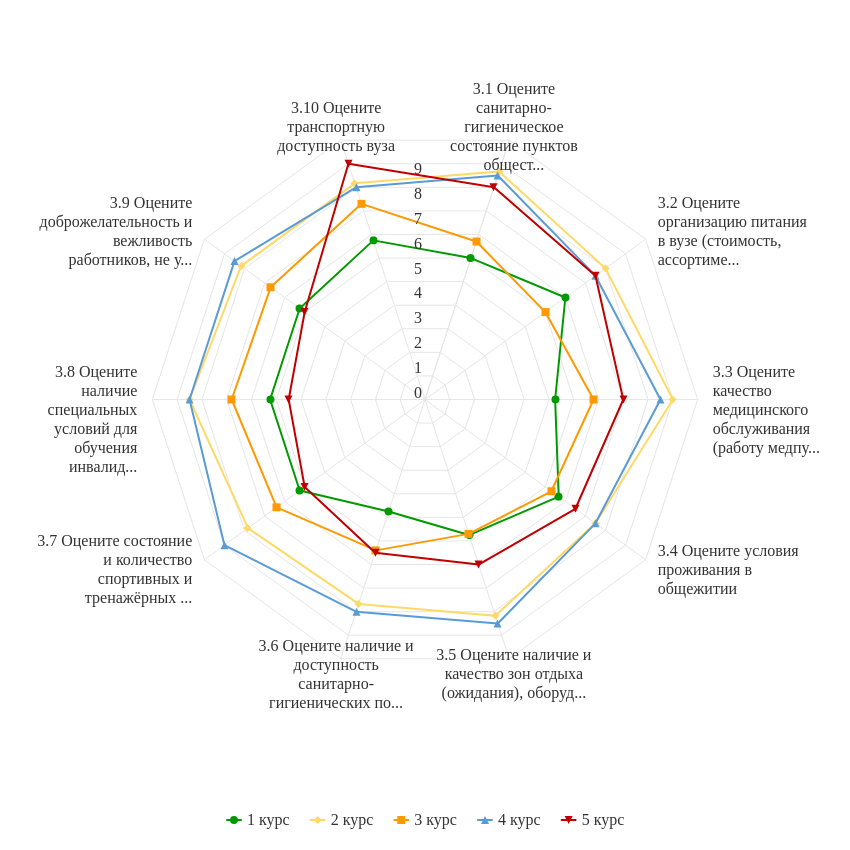 3.1 Оцените
санитарно-
гигиеническое
состояние пунктов
общест...
3.2 Оцените
организацию питания
в вузе (стоимость,
ассортиме...
3.3 Оцените
качество
медицинского
обслуживания
(работу медпу...
3.4 Оцените условия
проживания в
общежитии
3.5 Оцените наличие и
качество зон отдыха
(ожидания), оборуд...
3.6 Оцените наличие и
доступность
санитарно-
гигиенических по...
3.7 Оцените состояние
и количество
спортивных и
тренажёрных ...
3.8 Оцените
наличие
специальных
условий для
обучения
инвалид...
3.9 Оцените
доброжелательность и
вежливость
работников, не у...
3.10 Оцените
транспортную
доступность вуза
9
8
7
6
5
4
3
2
1
0
1 курс 2 курс 3 курс 4 курс 5 курс